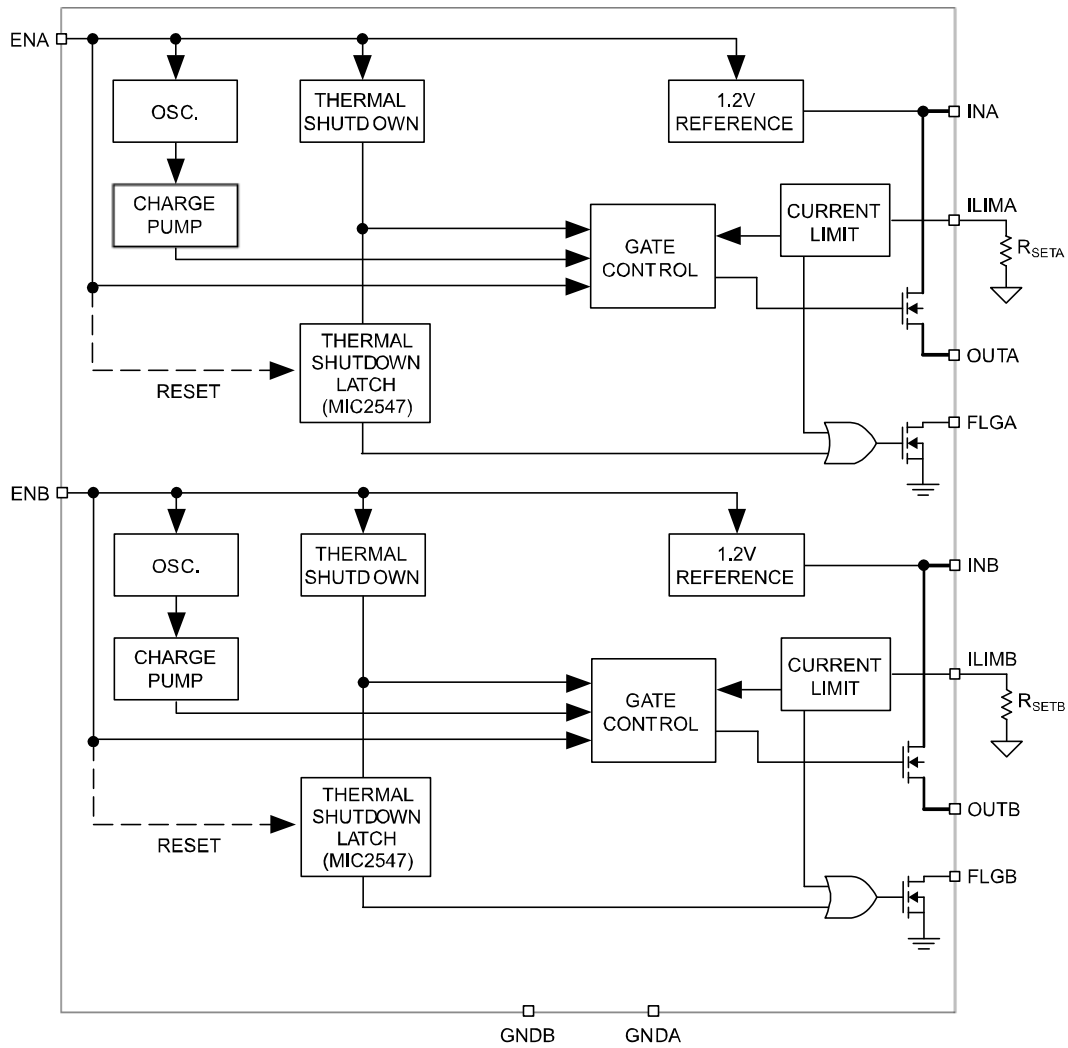 ENA
OSC.
THERMAL
SHUTDOWN
1.2V
REFERENCE
INA
CHARGE
PUMP
GATE
CONTROL
CURRENT
LIMIT
ILIMA
RSETA
THERMAL
SHUTDOWN
LATCH
(MIC2547)
RESET
OUTA
FLGA
ENB
OSC.
THERMAL
SHUTDOWN
1.2V
REFERENCE
INB
CHARGE
PUMP
GATE
CONTROL
CURRENT
LIMIT
ILIMB
RSETB
THERMAL
SHUTDOWN
LATCH
(MIC2547)
RESET
OUTB
FLGB
GNDB
GNDA